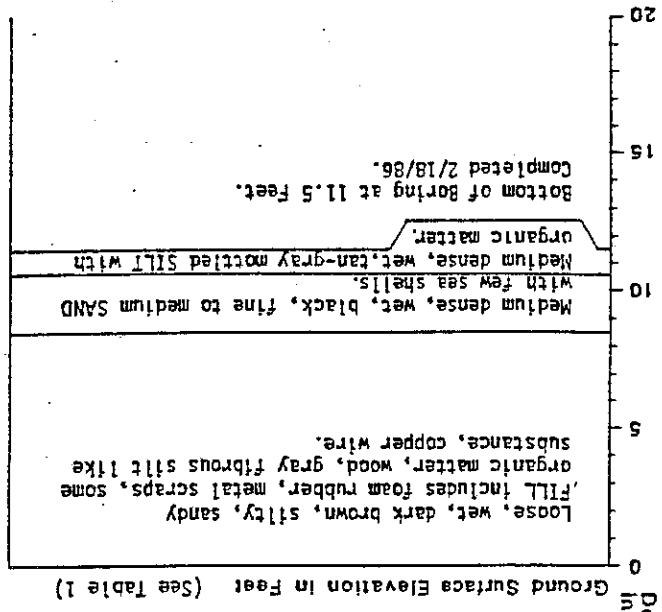 Ground Surface Elevation in Feet (See Table 1)
0
Loose, wet, dark brown, silty, sandy
FILL includes foam rubber, metal scraps, some
organic matter, wood, gray fibrous silt like
substance, copper wire.
5
Medium dense, wet, black, fine to medium SAND
with few sea shells.
10
Medium dense, wet, tan-gray mottled SILT with
organic matter.
Bottom of Boring at 11.5 Feet.
Completed 2/18/86.
15
20